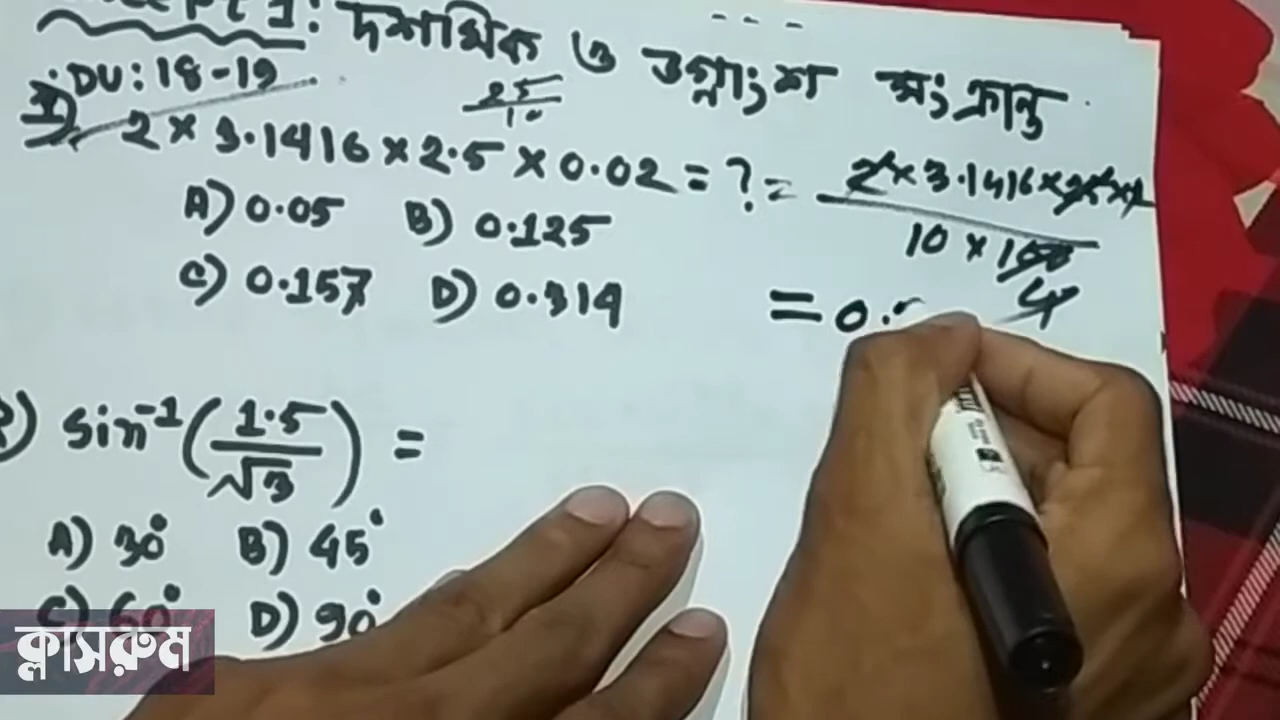 1: দশমিক ও ভগ্নাংশ সংক্রান্ত
DU: 18-19
25
10
2 × 3.1416 × 2.5 × 0.02 = ? =
2 × 3.1416 ×
10 × 100
4
A) 0.05 B) 0.125
C) 0.157 D) 0.314
= 0.
sin⁻¹(1.5/√3) =
A) 30° B) 45°
C) 60° D) 90°
ক্লাসরুম